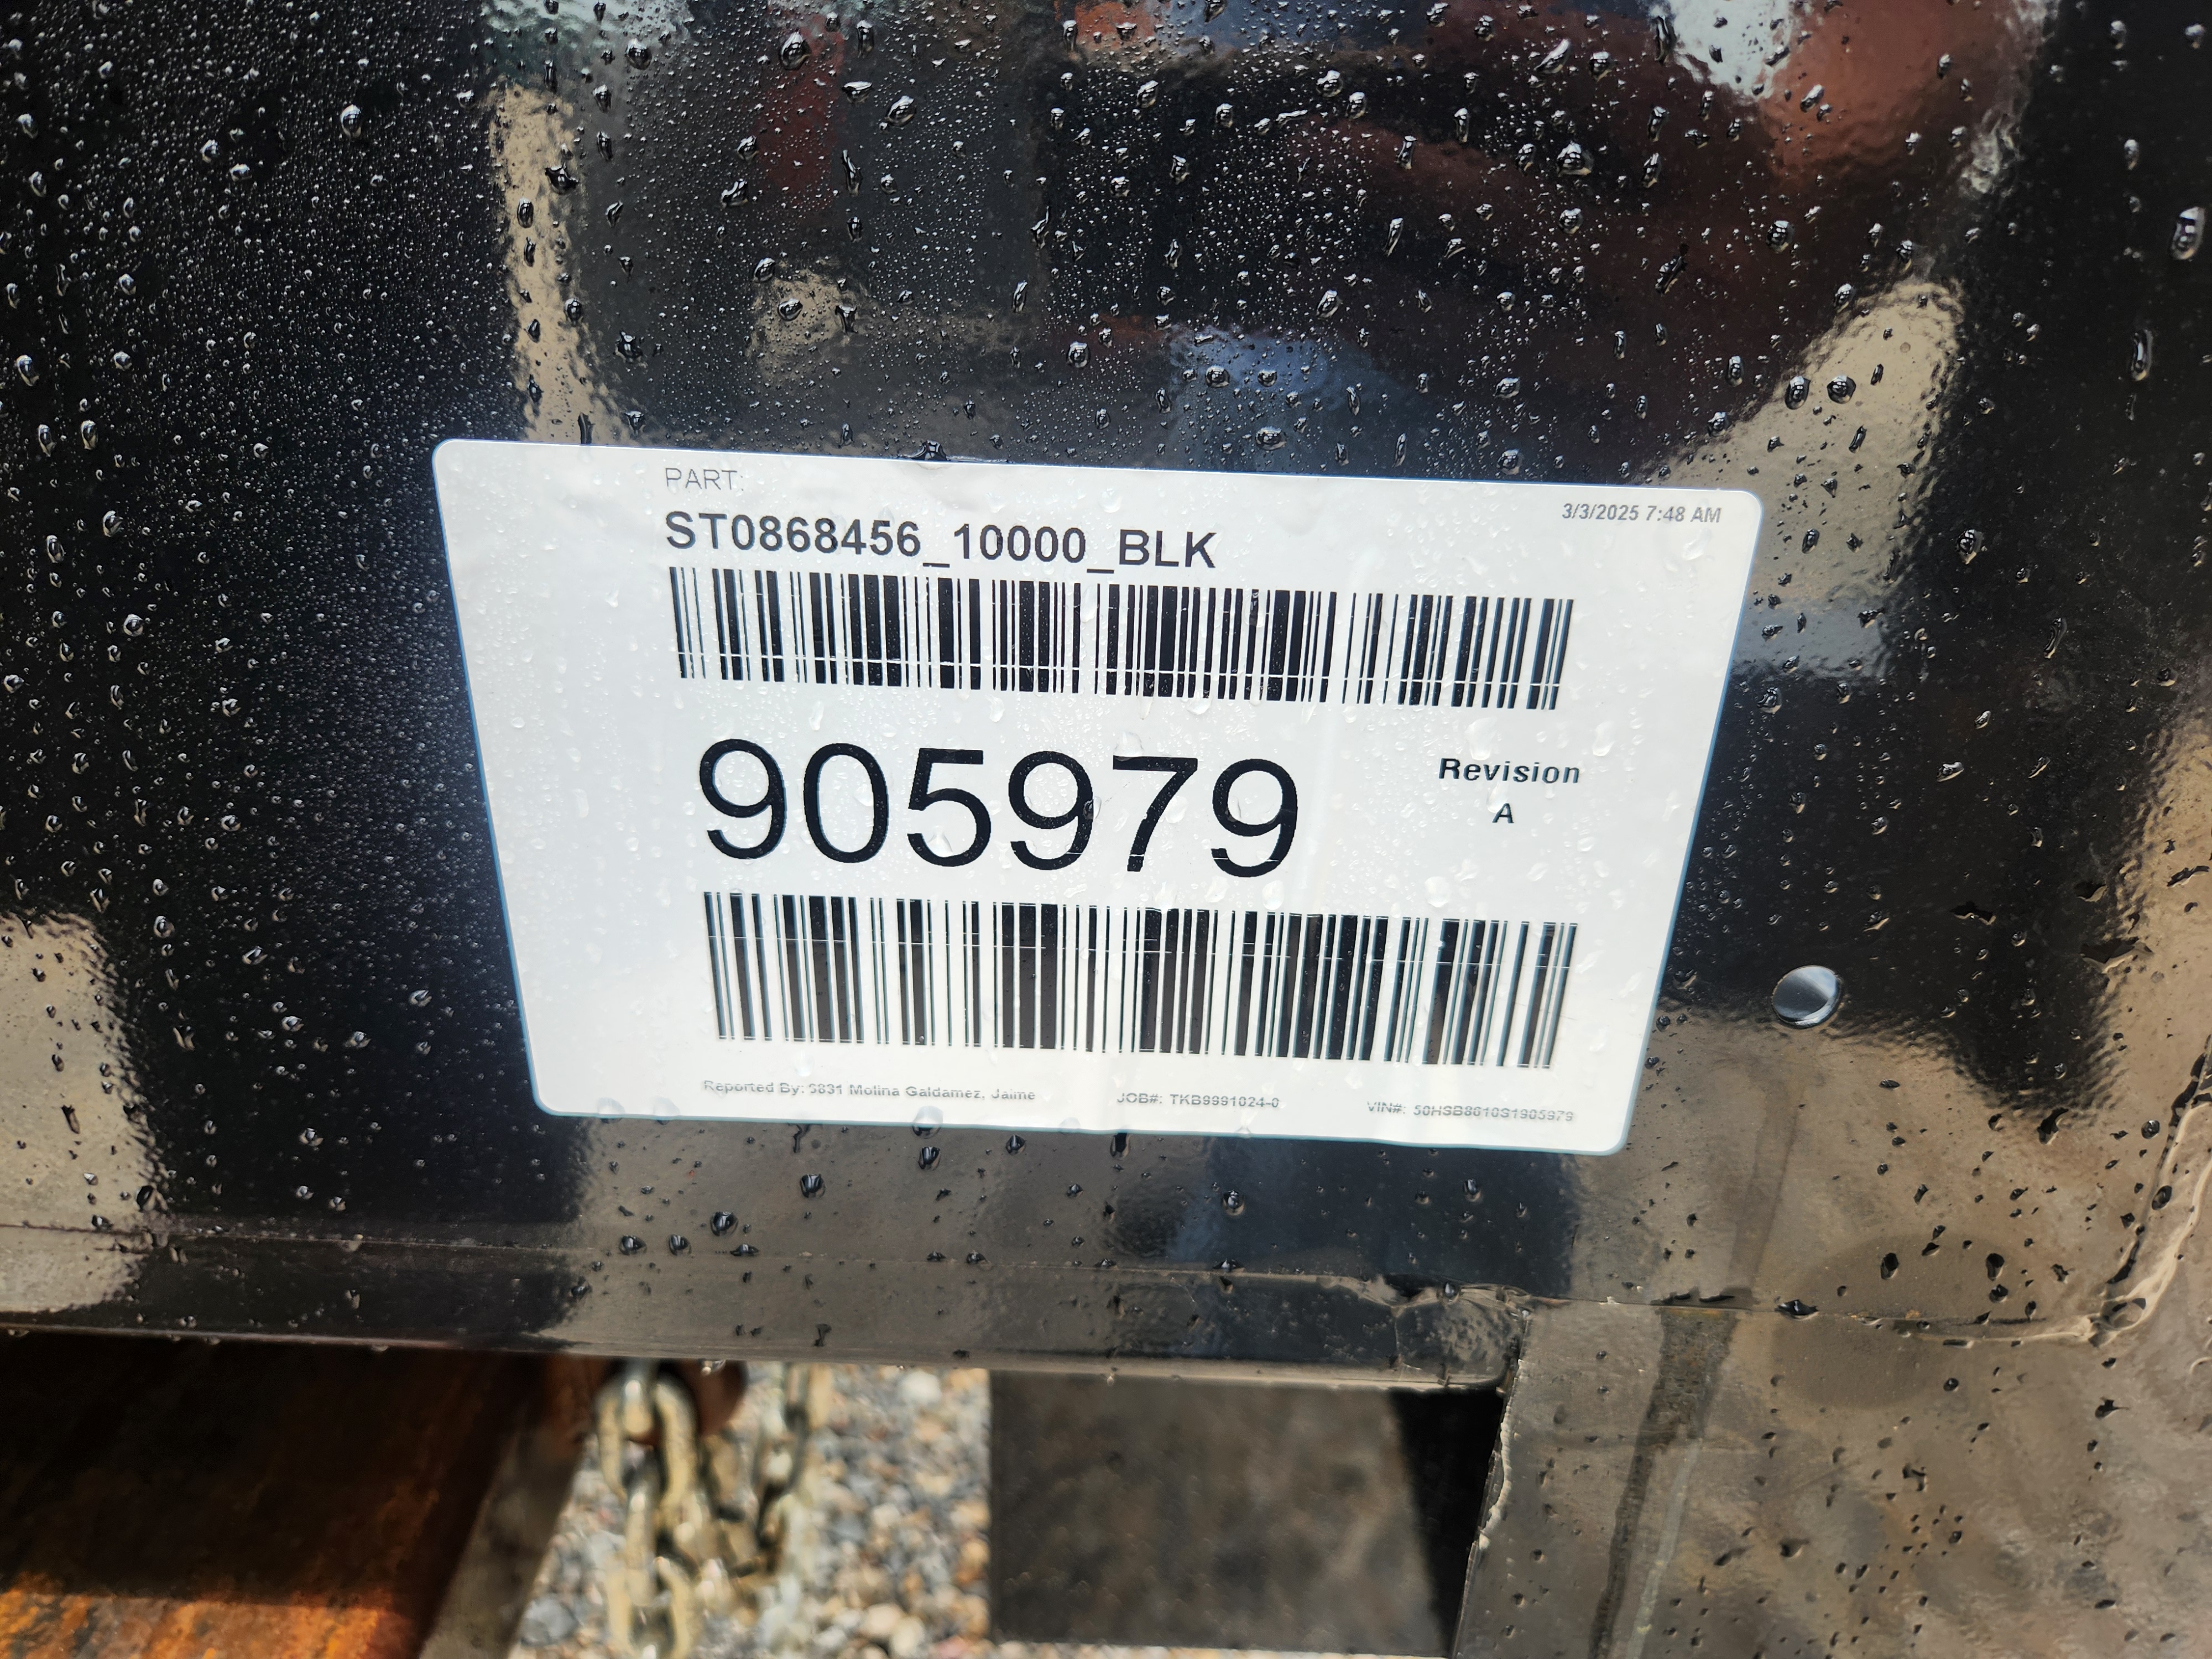 PART:
3/3/2025 7:48 AM
ST0868456_10000_BLK
905979
Revision
A
Reported By: 9831 Molina Galdamez, Jaime
JOB#: TKB9991024-0
VIN#: 50HSB8610S1905979